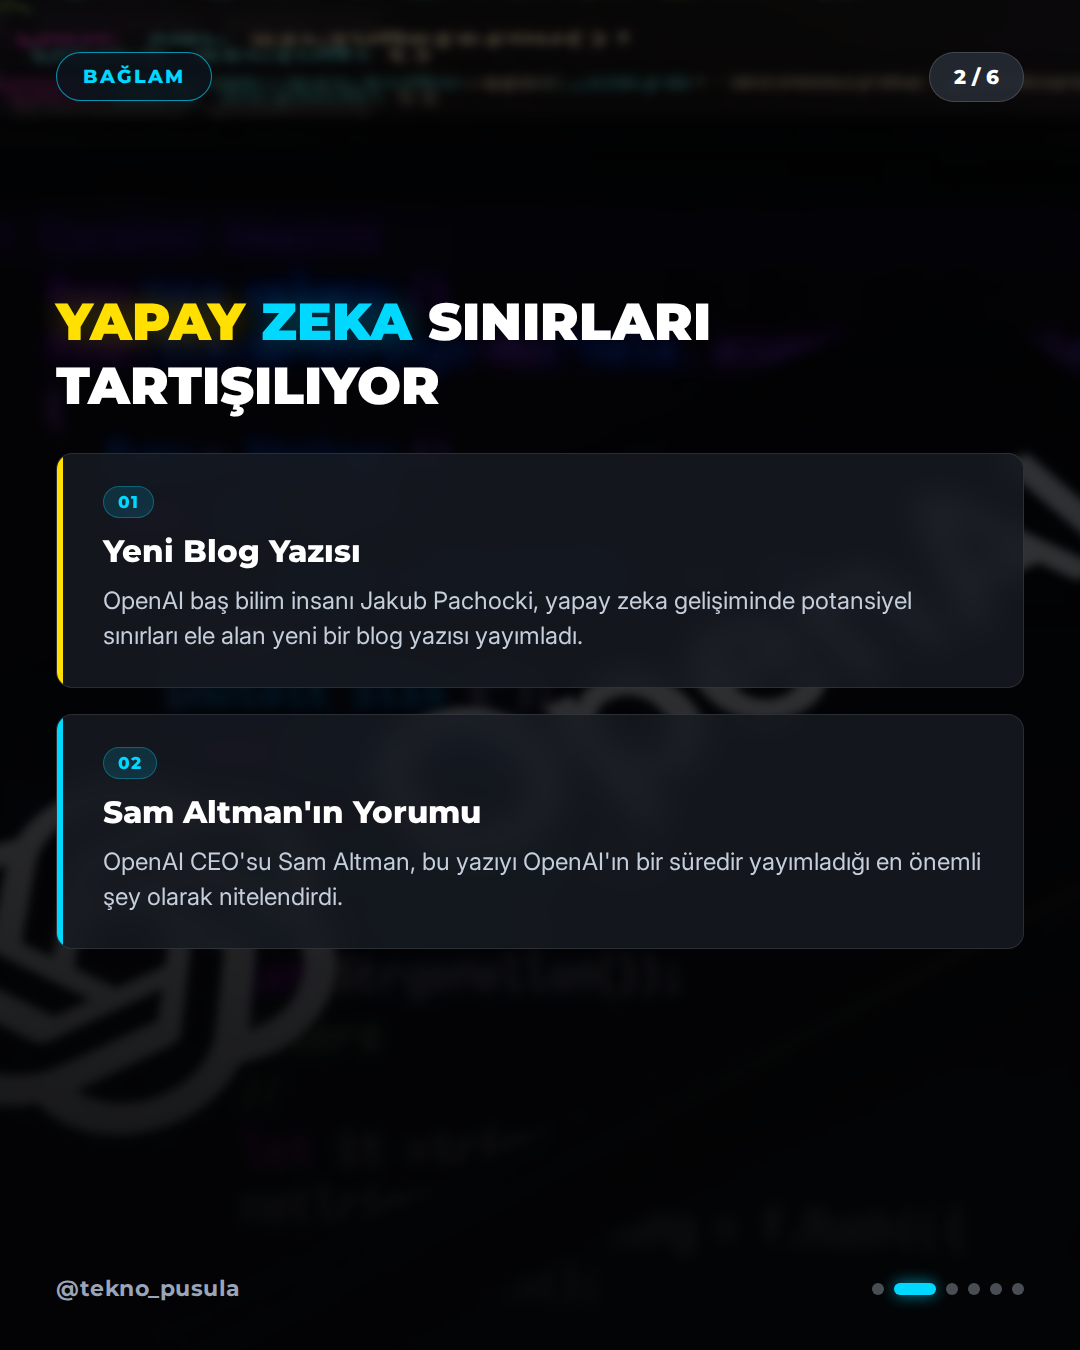 BAĞLAM
2/6
YAPAY ZEKA SINIRLARI
TARTIŞILIYOR
01
Yeni Blog Yazısı
OpenAI baş bilim insanı Jakub Pachocki, yapay zeka gelişiminde potansiyel
sınırları ele alan yeni bir blog yazısı yayımladı.
02
Sam Altman'ın Yorumu
OpenAI CEO'su Sam Altman, bu yazıyı OpenAI'ın bir süredir yayımladığı en önemli
şey olarak nitelendirdi.
@tekno_pusula